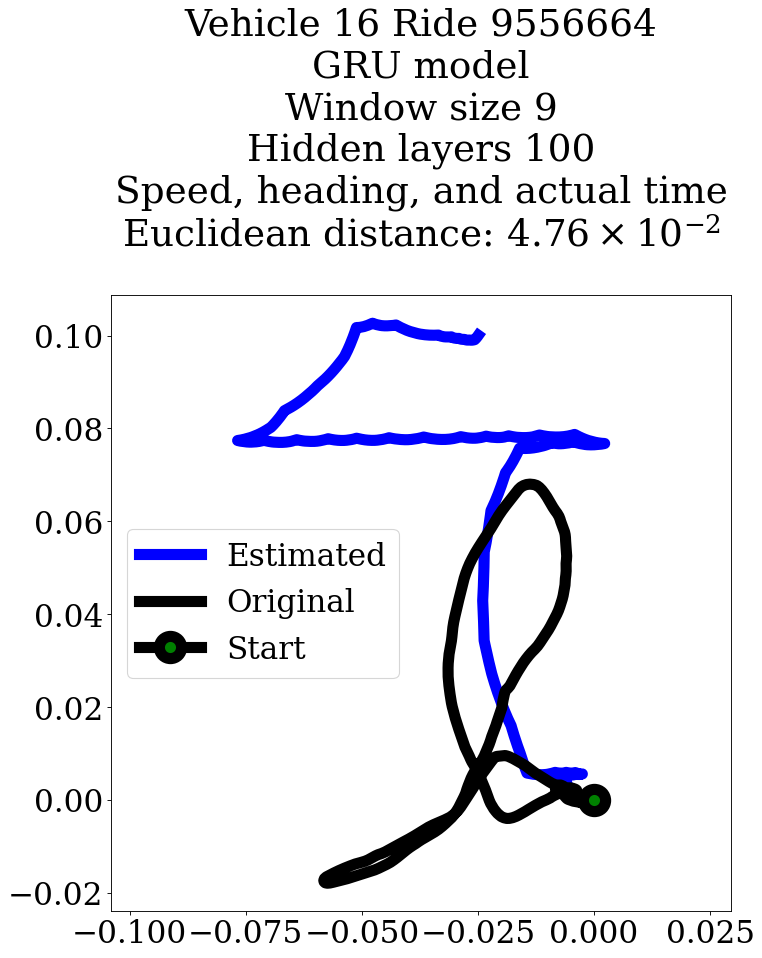 Vehicle 16 Ride 9556664
GRU model
Window size 9
Hidden layers 100
Speed, heading, and actual time
Euclidean distance: 4.76 × 10⁻²
0.10
0.08
0.06
0.04
0.02
0.00
−0.02
Estimated
Original
Start
−0.100 −0.075 −0.050 −0.025 0.000 0.025